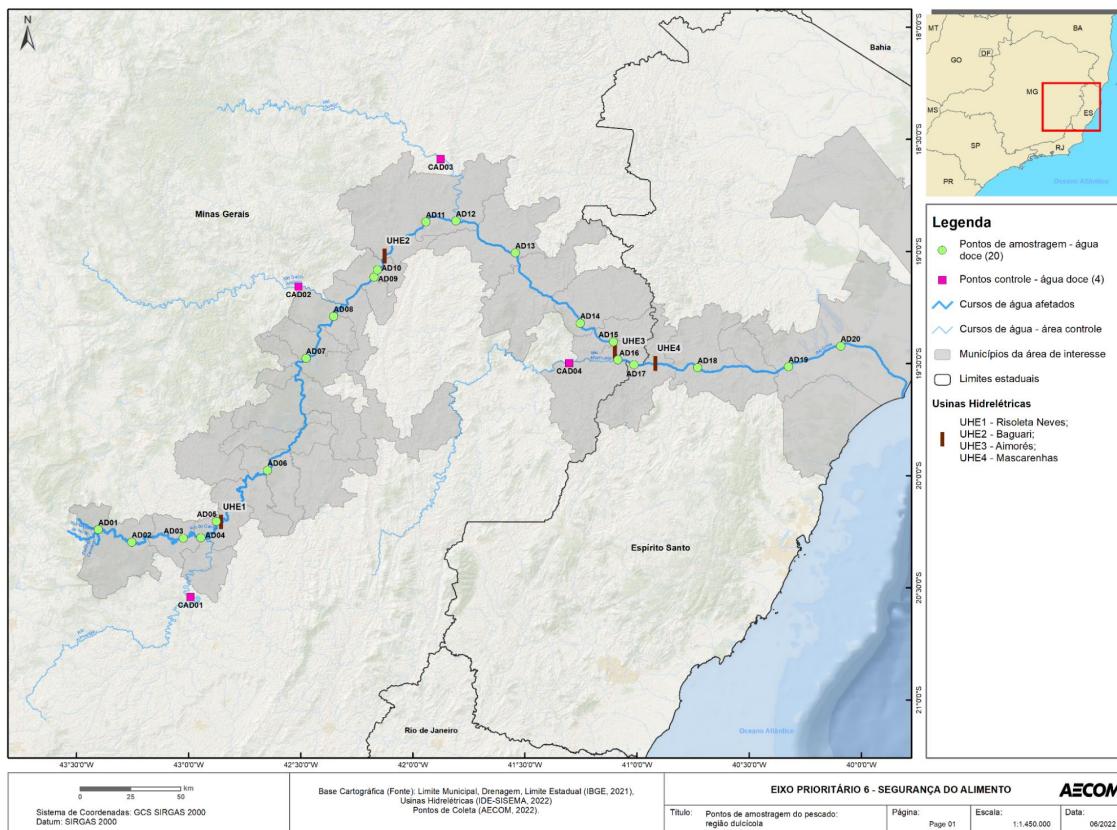 N
Bahia
Minas Gerais
CAD03
AD11
AD12
UHE2
AD13
AD10
AD09
CAD02
AD08
AD14
AD15
UHE3
AD07
AD16
UHE4
AD20
CAD04
AD17
AD18
AD19
AD06
UHE1
AD05
AD01
AD02
AD03
AD04
Espírito Santo
CAD01
Rio de Janeiro
Oceano Atlântico
18°0'0"S
18°30'0"S
19°0'0"S
19°30'0"S
20°0'0"S
20°30'0"S
21°0'0"S
43°30'0"W
43°0'0"W
42°30'0"W
42°0'0"W
41°30'0"W
41°0'0"W
40°30'0"W
40°0'0"W
MT
BA
GO
DF
MG
MS
ES
SP
RJ
PR
Oceano Atlântico
Legenda
Pontos de amostragem - água
doce (20)
Pontos controle - água doce (4)
Cursos de água afetados
Cursos de água - área controle
Municípios da área de interesse
Limites estaduais
Usinas Hidrelétricas
UHE1 - Risoleta Neves;
UHE2 - Baguari;
UHE3 - Aimorés;
UHE4 - Mascarenhas
0 25 50 km
Sistema de Coordenadas: GCS SIRGAS 2000
Datum: SIRGAS 2000
Base Cartográfica (Fonte): Limite Municipal, Drenagem, Limite Estadual (IBGE, 2021),
Usinas Hidrelétricas (IDE-SISEMA, 2022)
Pontos de Coleta (AECOM, 2022).
EIXO PRIORITÁRIO 6 - SEGURANÇA DO ALIMENTO
AECOM
Título: Pontos de amostragem do pescado:
região dulcícola
Página:
Page 01
Escala:
1:1.450.000
Data:
06/2022